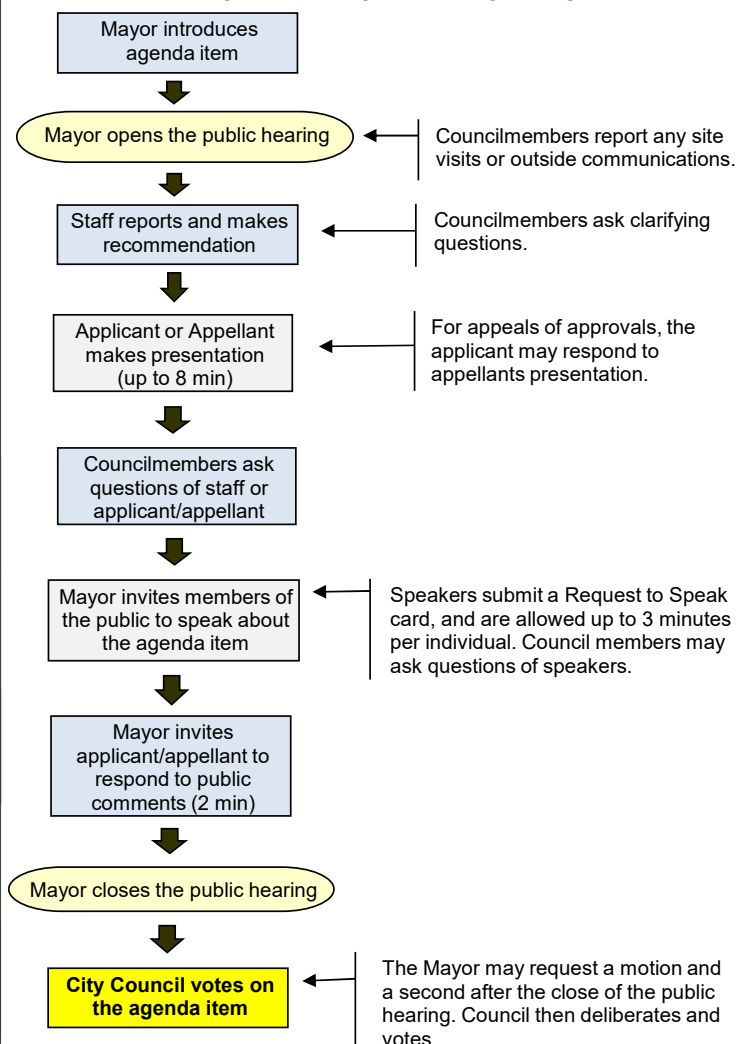 Mayor introduces
agenda item
Mayor opens the public hearing
Councilmembers report any site
visits or outside communications.
Staff reports and makes
recommendation
Councilmembers ask clarifying
questions.
Applicant or Appellant
makes presentation
(up to 8 min)
For appeals of approvals, the
applicant may respond to
appellants presentation.
Councilmembers ask
questions of staff or
applicant/appellant
Mayor invites members of
the public to speak about
the agenda item
Speakers submit a Request to Speak
card, and are allowed up to 3 minutes
per individual. Council members may
ask questions of speakers.
Mayor invites
applicant/appellant to
respond to public
comments (2 min)
Mayor closes the public hearing
City Council votes on
the agenda item
The Mayor may request a motion and
a second after the close of the public
hearing. Council then deliberates and
votes